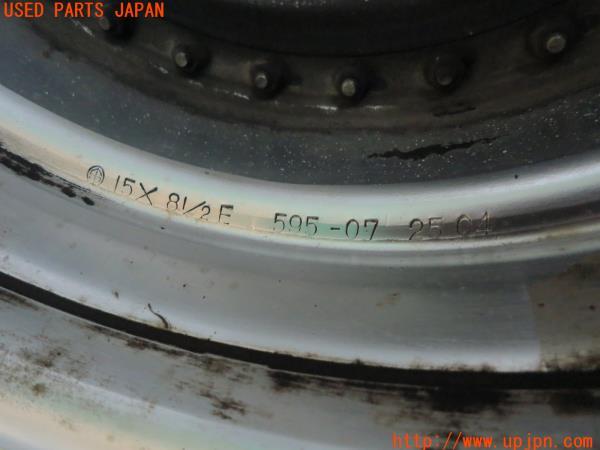 USED PARTS JAPAN
15X 8 1/2 E 595-07 25 04
http://www.upjpn.com/